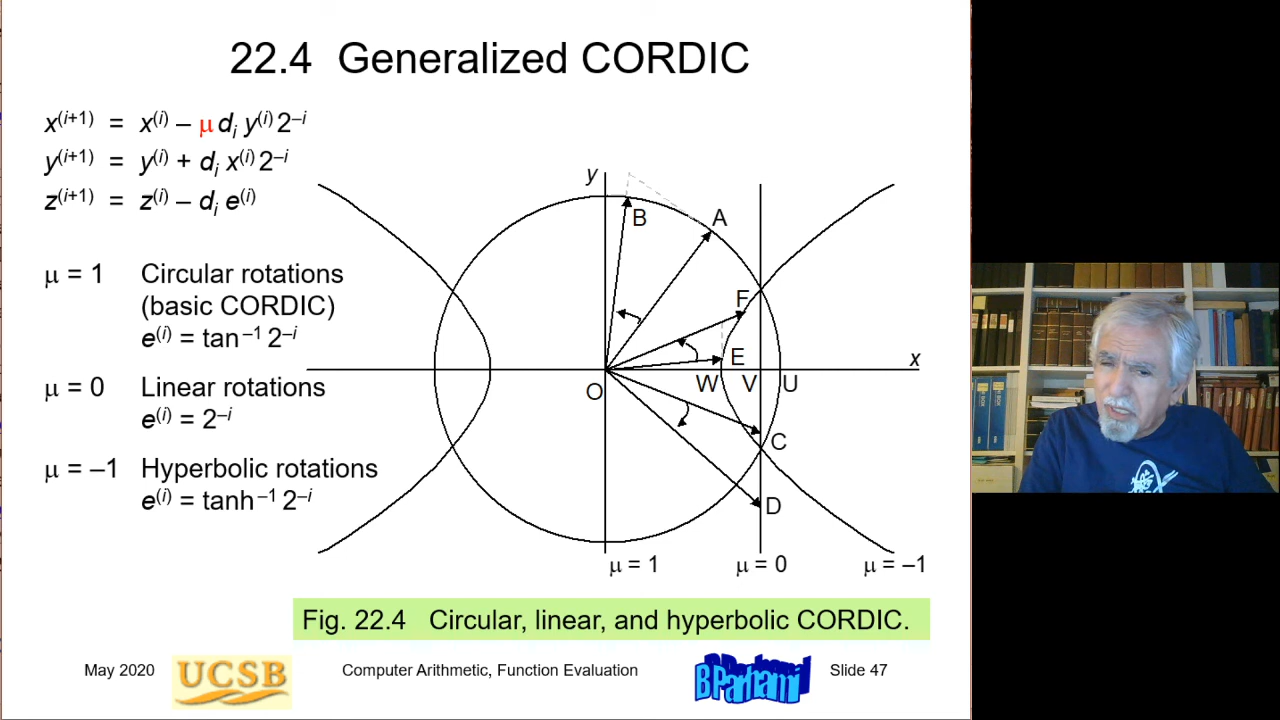 22.4 Generalized CORDIC
x⁽ⁱ⁺¹⁾ = x⁽ⁱ⁾ – μ dᵢ y⁽ⁱ⁾ 2⁻ⁱ
y⁽ⁱ⁺¹⁾ = y⁽ⁱ⁾ + dᵢ x⁽ⁱ⁾ 2⁻ⁱ
z⁽ⁱ⁺¹⁾ = z⁽ⁱ⁾ – dᵢ e⁽ⁱ⁾
μ = 1 Circular rotations
(basic CORDIC)
e⁽ⁱ⁾ = tan⁻¹ 2⁻ⁱ
μ = 0 Linear rotations
e⁽ⁱ⁾ = 2⁻ⁱ
μ = –1 Hyperbolic rotations
e⁽ⁱ⁾ = tanh⁻¹ 2⁻ⁱ
y
B
A
F
E
x
O
W V U
C
D
μ = 1 μ = 0 μ = –1
Fig. 22.4 Circular, linear, and hyperbolic CORDIC.
May 2020
UCSB
Computer Arithmetic, Function Evaluation
B Parhami
Slide 47